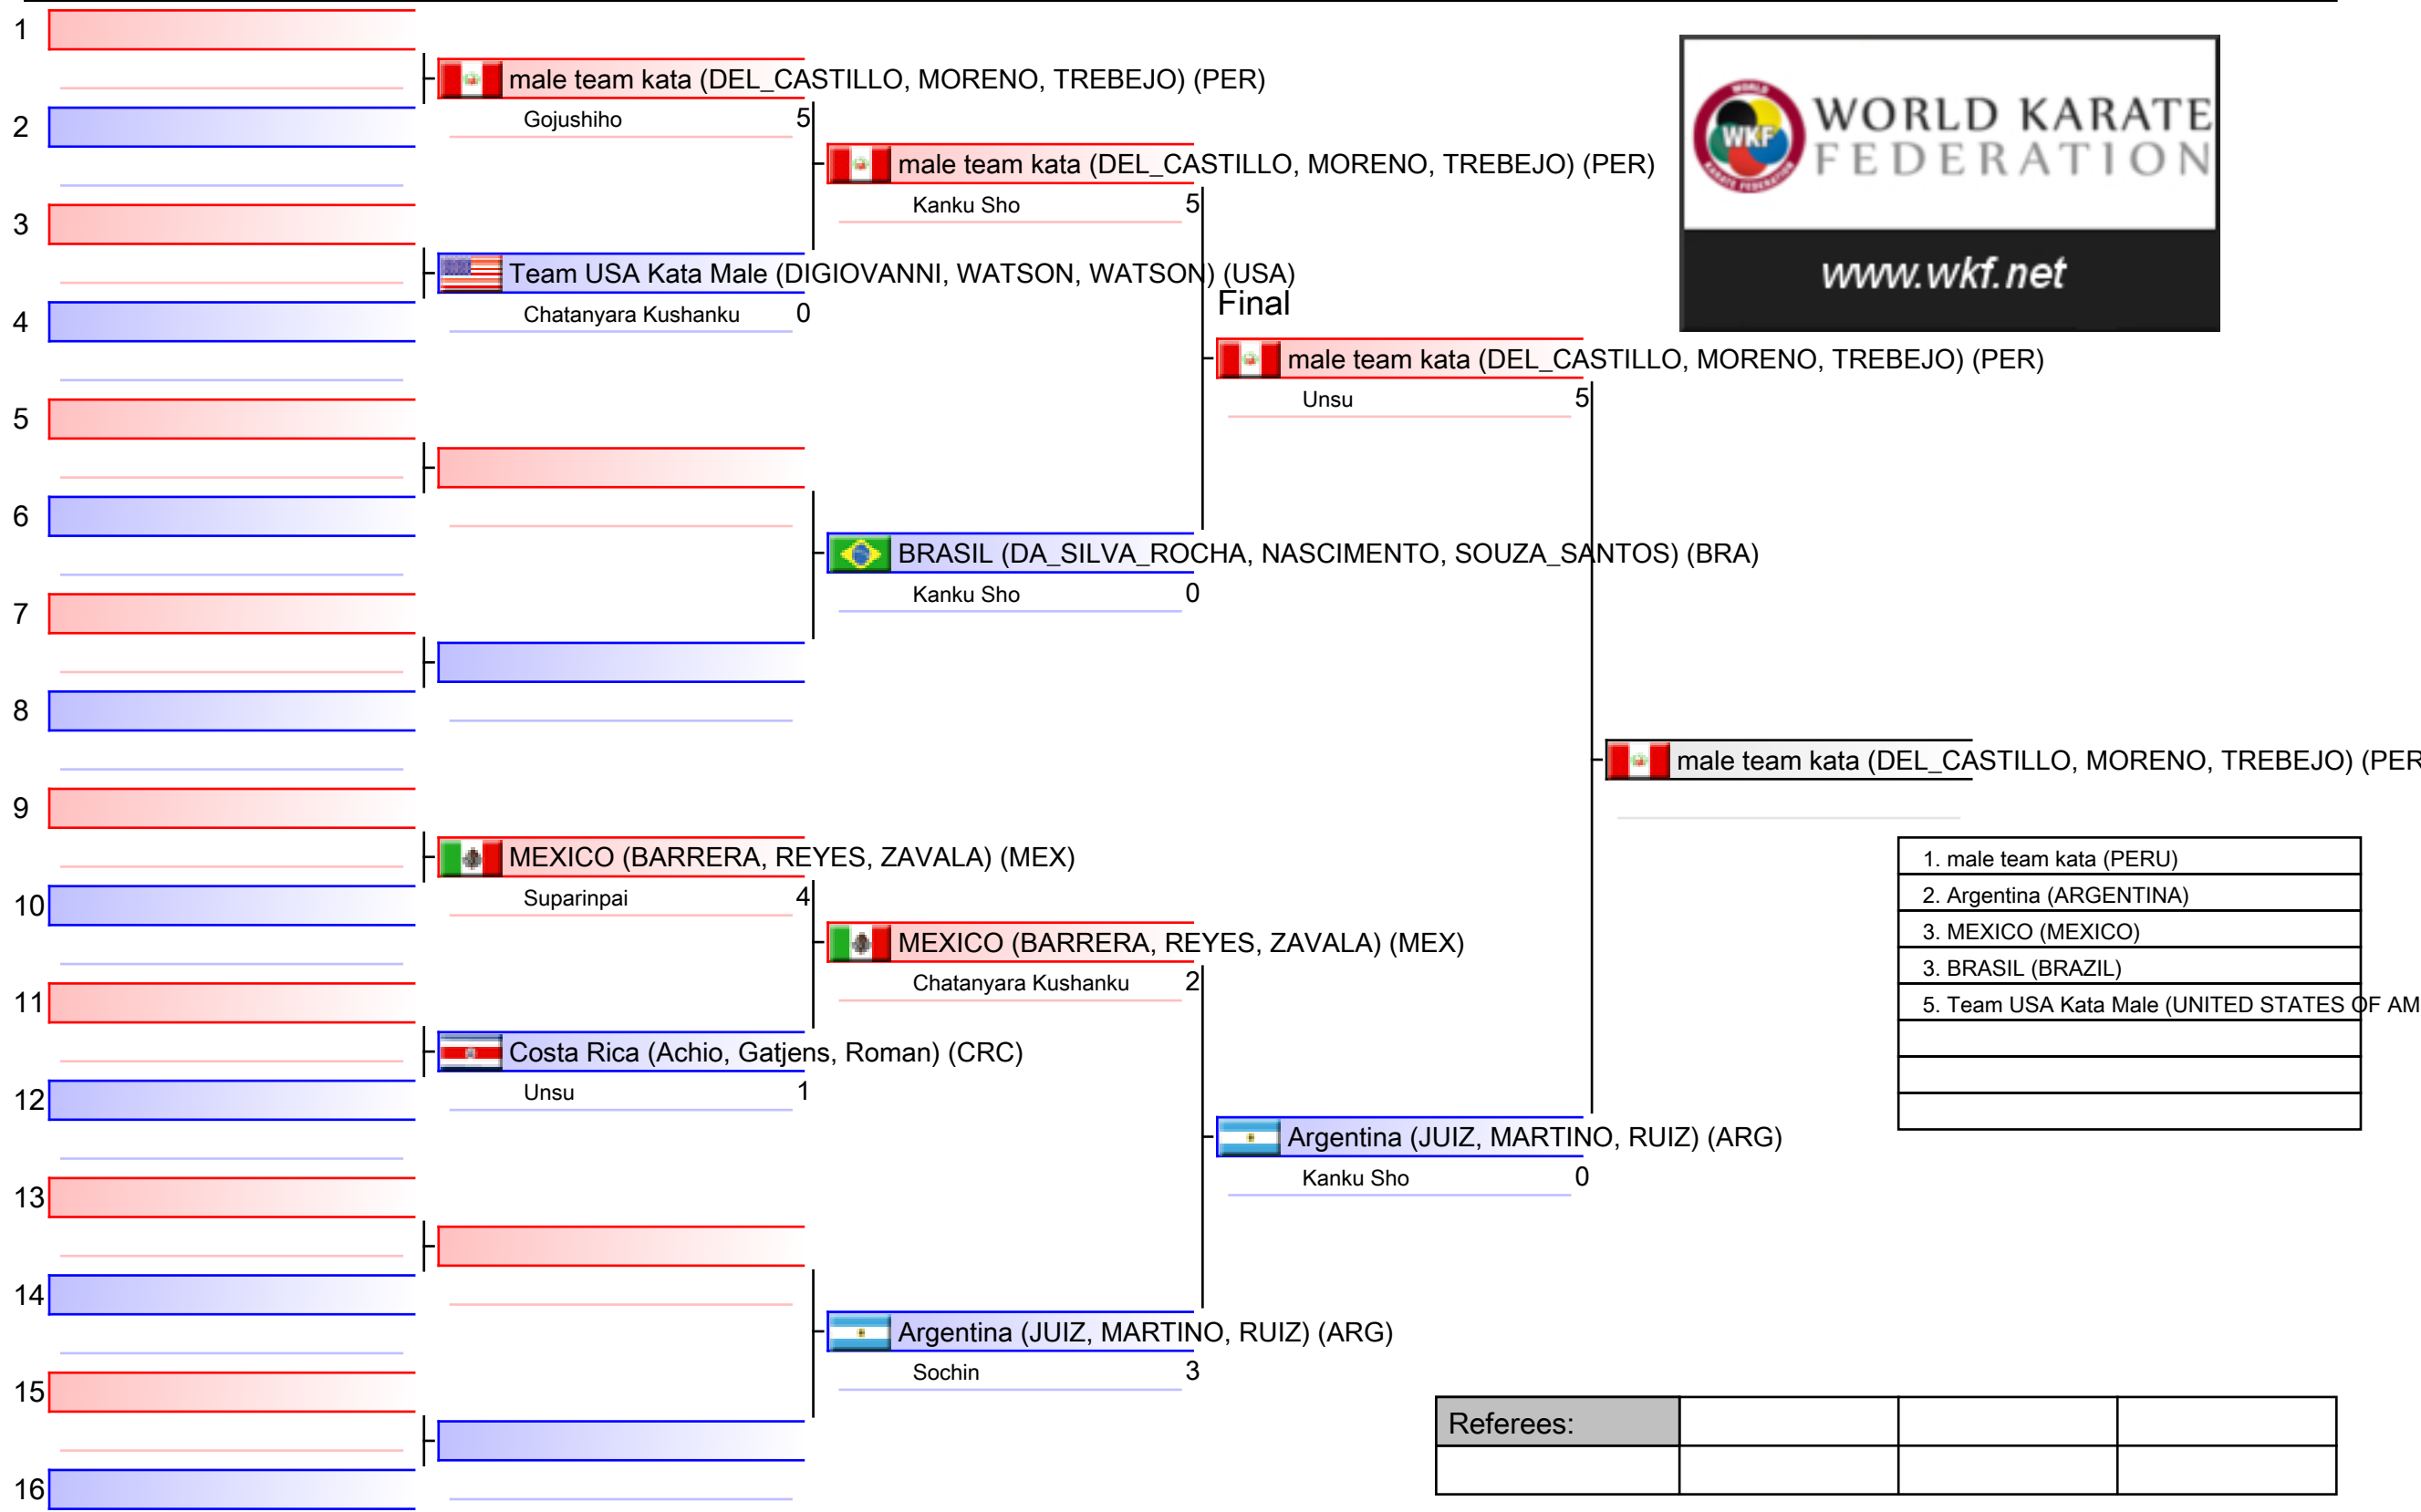 1
male team kata (DEL_CASTILLO, MORENO, TREBEJO) (PER)
Gojushiho 5
2
male team kata (DEL_CASTILLO, MORENO, TREBEJO) (PER)
Kanku Sho 5
3
Team USA Kata Male (DIGIOVANNI, WATSON, WATSON) (USA)
Chatanyara Kushanku 0
4
Final
male team kata (DEL_CASTILLO, MORENO, TREBEJO) (PER)
Unsu 5
5
6
BRASIL (DA_SILVA_ROCHA, NASCIMENTO, SOUZA_SANTOS) (BRA)
Kanku Sho 0
7
8
male team kata (DEL_CASTILLO, MORENO, TREBEJO) (PER
9
MEXICO (BARRERA, REYES, ZAVALA) (MEX)
Suparinpai 4
10
MEXICO (BARRERA, REYES, ZAVALA) (MEX)
Chatanyara Kushanku 2
11
Costa Rica (Achio, Gatjens, Roman) (CRC)
Unsu 1
12
Argentina (JUIZ, MARTINO, RUIZ) (ARG)
Kanku Sho 0
13
14
Argentina (JUIZ, MARTINO, RUIZ) (ARG)
Sochin 3
15
16
WORLD
WKF
KARATE FEDERATION
WORLD KARATE
FEDERATION
www.wkf.net
1. male team kata (PERU)
2. Argentina (ARGENTINA)
3. MEXICO (MEXICO)
3. BRASIL (BRAZIL)
5. Team USA Kata Male (UNITED STATES OF AM
Referees: